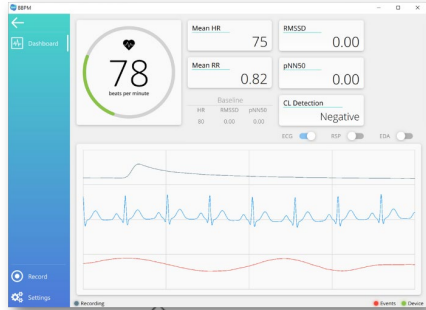 BBPM
Dashboard
78
beats per minute
Mean HR
75
RMSSD
0.00
Mean RR
0.82
pNN50
0.00
Baseline
HR RMSSD pNN50
80 0.00 0.00
CL Detection
Negative
ECG RSP EDA
Record
Settings
Recording
Events Device